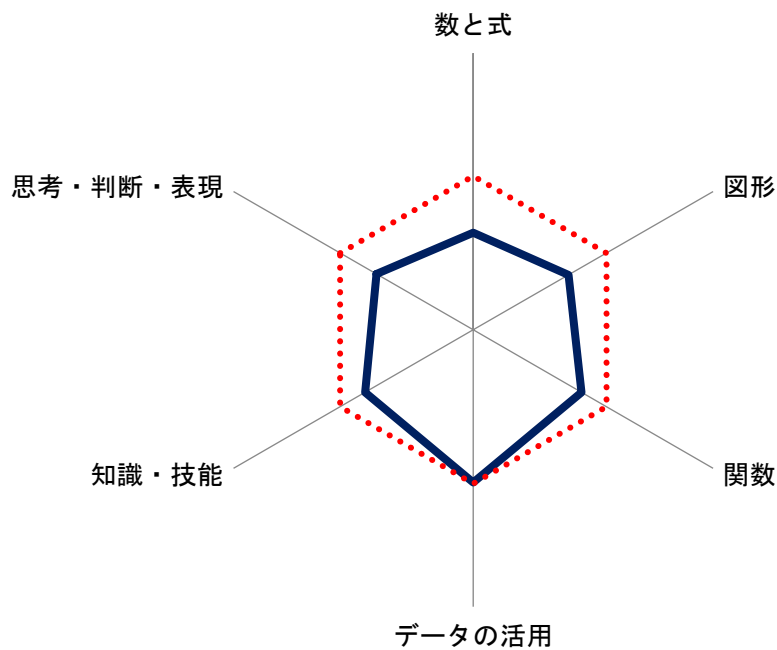 数と式
思考・判断・表現
図形
知識・技能
関数
データの活用